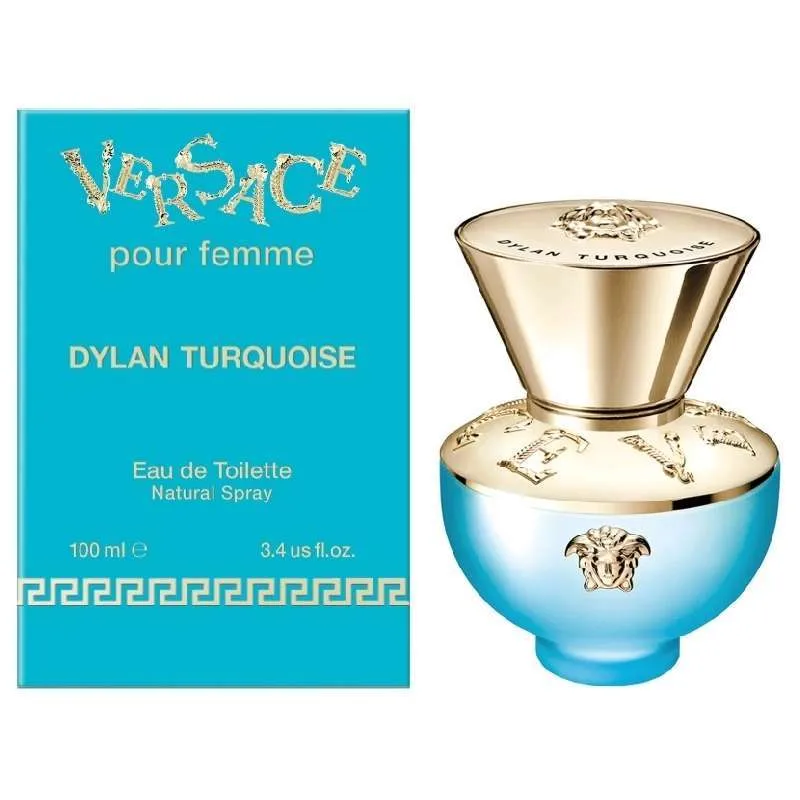 VERSACE
pour femme
DYLAN TURQUOISE
Eau de Toilette
Natural Spray
100 ml ℮ 3.4 us fl.oz.
DYLAN TURQUOISE